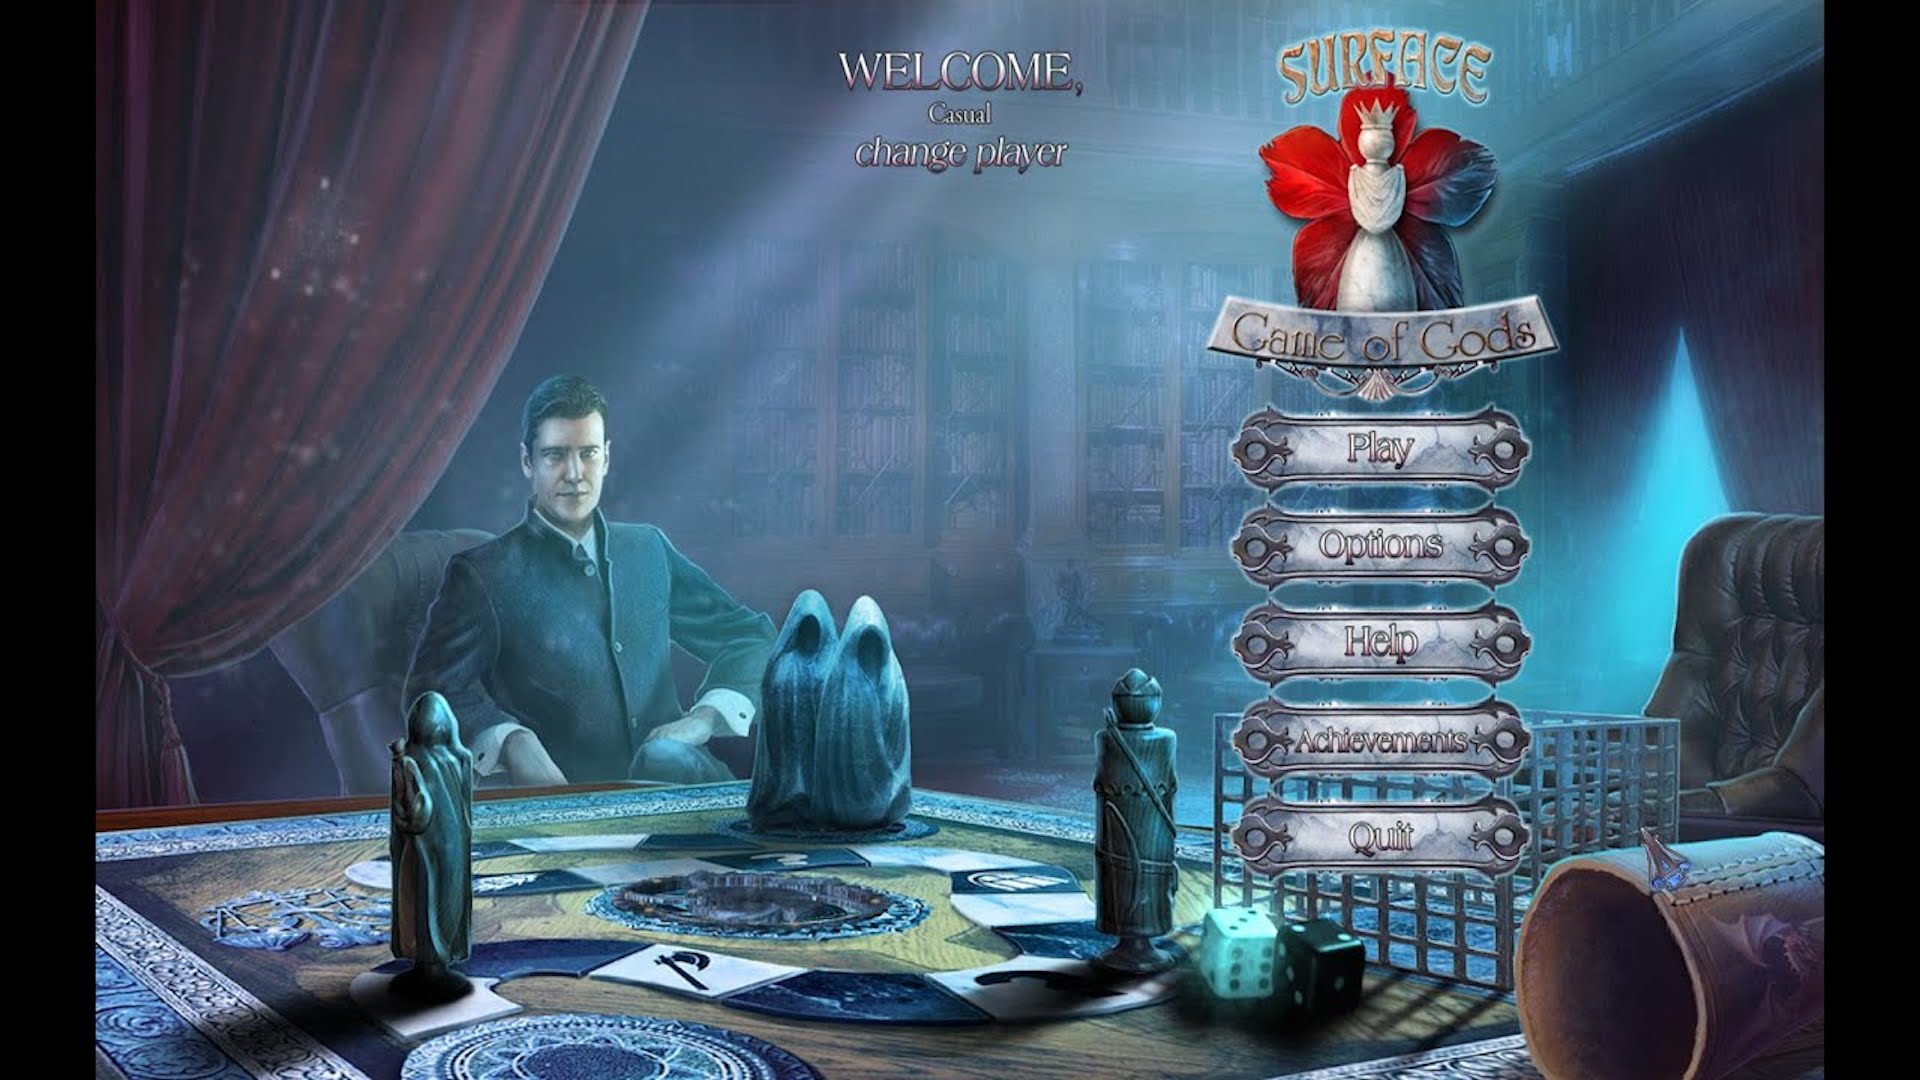 WELCOME,
Casual
change player
SURFACE
Game of Gods
Play
Options
Help
Achievements
Quit